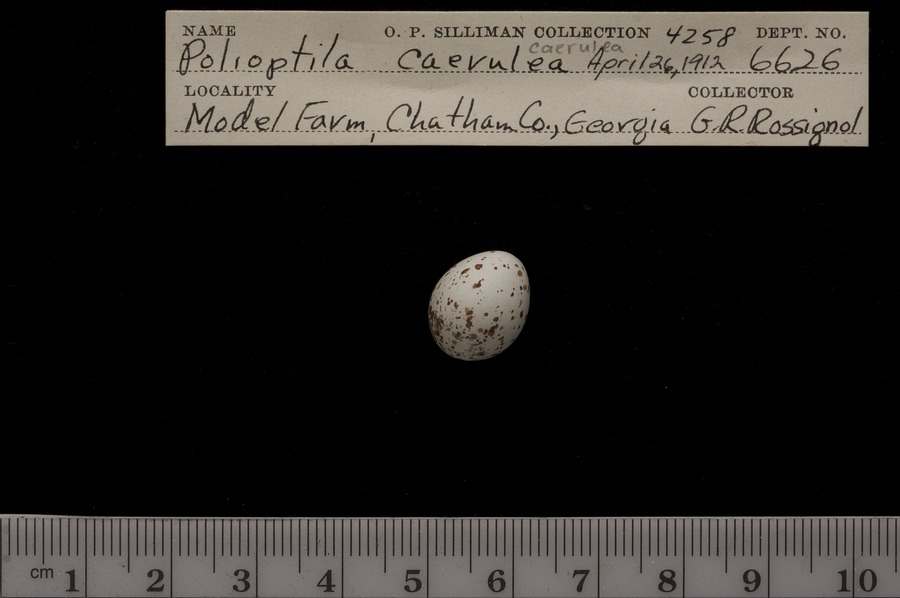 NAME O. P. SILLIMAN COLLECTION 4258 DEPT. NO.
caerulea
Polioptila caerulea April 26, 1912 6626
LOCALITY COLLECTOR
Model Farm, Chatham Co., Georgia G.R. Rossignol
cm 1 2 3 4 5 6 7 8 9 10